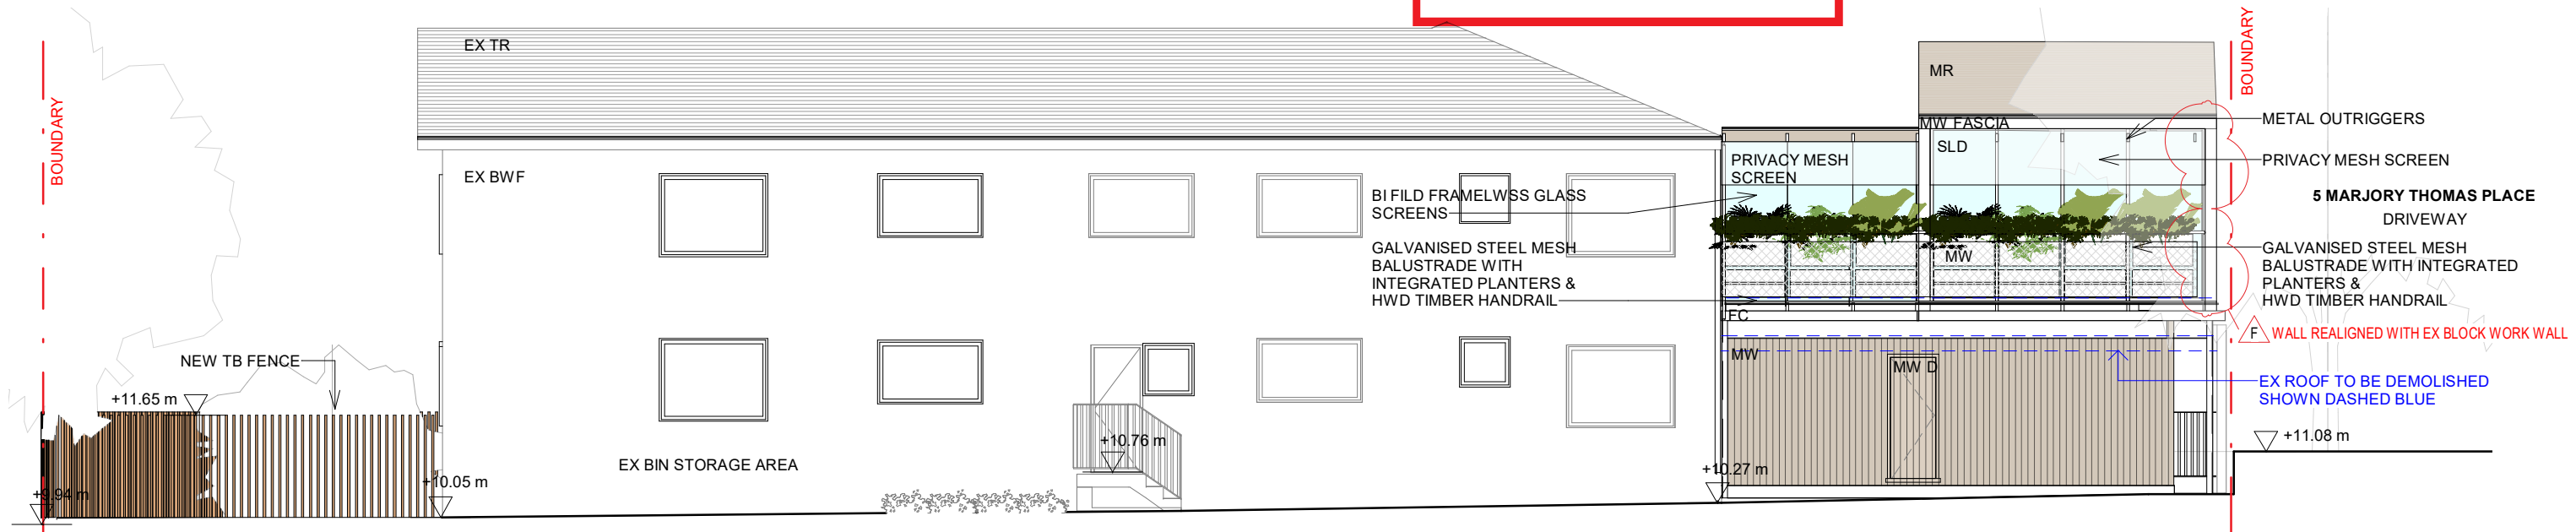 BOUNDARY
EX TR
EX BWF
NEW TB FENCE
+11.65 m
+9.94 m
+10.05 m
EX BIN STORAGE AREA
+10.76 m
BI FILD FRAMELWSS GLASS
SCREENS
GALVANISED STEEL MESH
BALUSTRADE WITH
INTEGRATED PLANTERS &
HWD TIMBER HANDRAIL
+10.27 m
PRIVACY MESH
SCREEN
MR
MW FASCIA
SLD
MW
FC
MW
MW D
BOUNDARY
METAL OUTRIGGERS
PRIVACY MESH SCREEN
5 MARJORY THOMAS PLACE
DRIVEWAY
GALVANISED STEEL MESH
BALUSTRADE WITH INTEGRATED
PLANTERS &
HWD TIMBER HANDRAIL
F WALL REALIGNED WITH EX BLOCK WORK WALL
EX ROOF TO BE DEMOLISHED
SHOWN DASHED BLUE
+11.08 m